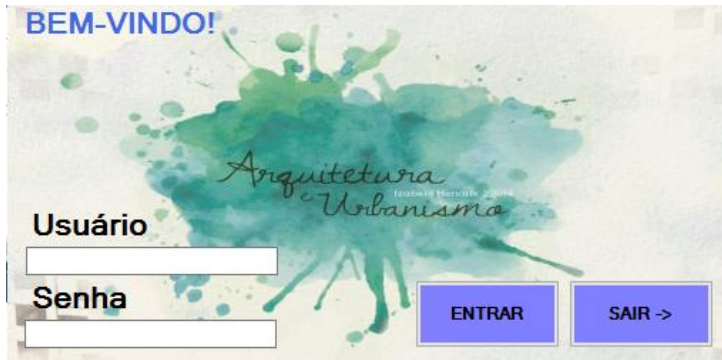 BEM-VINDO!
Arquitetura
e
Urbanismo
Usuário
Senha
ENTRAR
SAIR ->